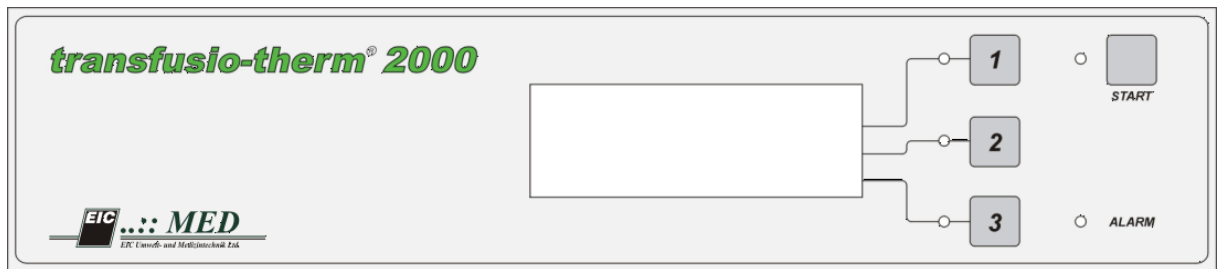 transfusio-therm® 2000
1
START
2
EIC ..:: MED
EIC Umwelt- und Medizintechnik Ltd.
3
ALARM